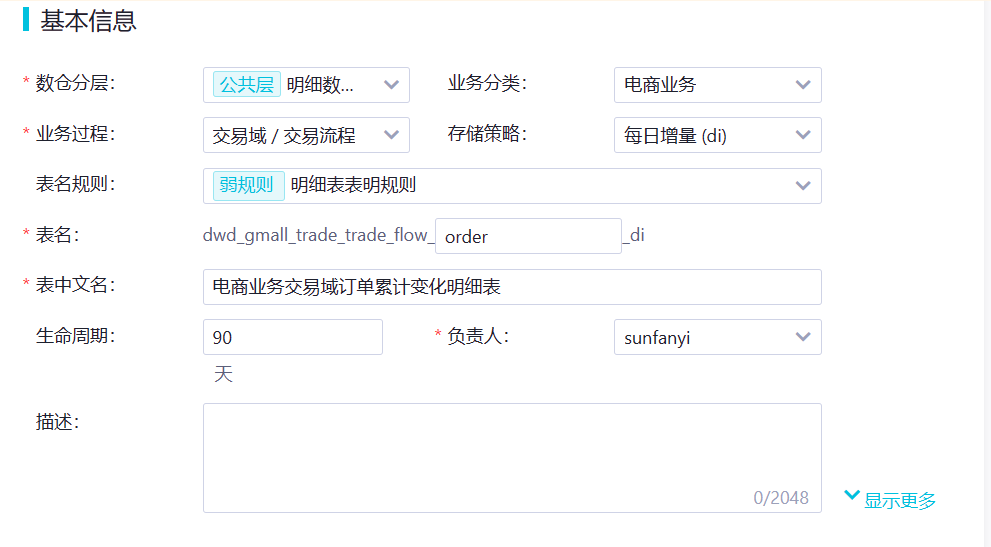 基本信息
* 数仓分层： 公共层 明细数... 业务分类： 电商业务
* 业务过程： 交易域 / 交易流程 存储策略： 每日增量 (di)
表名规则： 弱规则 明细表表明规则
* 表名： dwd_gmall_trade_trade_flow_ order _di
* 表中文名： 电商业务交易域订单累计变化明细表
生命周期： 90 * 负责人： sunfanyi
天
描述：
0/2048 显示更多